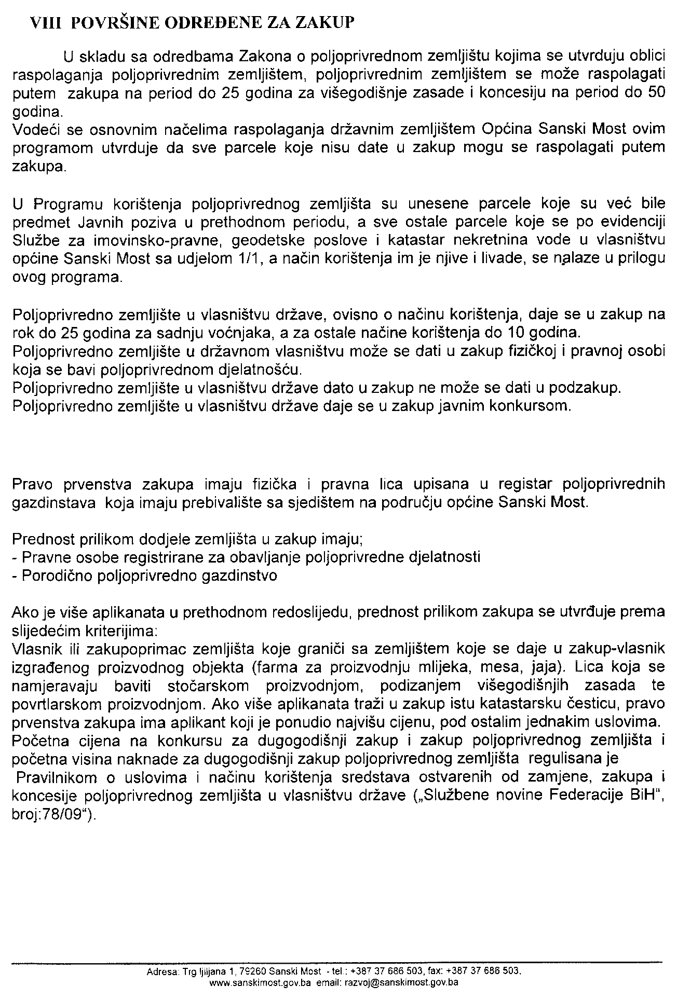 VIII POVRŠINE ODREĐENE ZA ZAKUP
U skladu sa odredbama Zakona o poljoprivrednom zemljištu kojima se utvrduju oblici
raspolaganja poljoprivrednim zemljištem, poljoprivrednim zemljištem se može raspolagati
putem zakupa na period do 25 godina za višegodišnje zasade i koncesiju na period do 50
godina.
Vodeći se osnovnim načelima raspolaganja državnim zemljištem Općina Sanski Most ovim
programom utvrduje da sve parcele koje nisu date u zakup mogu se raspolagati putem
zakupa.
U Programu korištenja poljoprivrednog zemljišta su unesene parcele koje su već bile
predmet Javnih poziva u prethodnom periodu, a sve ostale parcele koje se po evidenciji
Službe za imovinsko-pravne, geodetske poslove i katastar nekretnina vode u vlasništvu
općine Sanski Most sa udjelom 1/1, a način korištenja im je njive i livade, se nalaze u prilogu
ovog programa.
Poljoprivredno zemljište u vlasništvu države, ovisno o načinu korištenja, daje se u zakup na
rok do 25 godina za sadnju voćnjaka, a za ostale načine korištenja do 10 godina.
Poljoprivredno zemljište u državnom vlasništvu može se dati u zakup fizičkoj i pravnoj osobi
koja se bavi poljoprivrednom djelatnošću.
Poljoprivredno zemljište u vlasništvu države dato u zakup ne može se dati u podzakup.
Poljoprivredno zemljište u vlasništvu države daje se u zakup javnim konkursom.
Pravo prvenstva zakupa imaju fizička i pravna lica upisana u registar poljoprivrednih
gazdinstava koja imaju prebivalište sa sjedištem na području općine Sanski Most.
Prednost prilikom dodjele zemljišta u zakup imaju;
- Pravne osobe registrirane za obavljanje poljoprivredne djelatnosti
- Porodično poljoprivredno gazdinstvo
Ako je više aplikanata u prethodnom redoslijedu, prednost prilikom zakupa se utvrđuje prema
slijedećim kriterijima:
Vlasnik ili zakupoprimac zemljišta koje graniči sa zemljištem koje se daje u zakup-vlasnik
izgrađenog proizvodnog objekta (farma za proizvodnju mlijeka, mesa, jaja). Lica koja se
namjeravaju baviti stočarskom proizvodnjom, podizanjem višegodišnjih zasada te
povrtlarskom proizvodnjom. Ako više aplikanata traži u zakup istu katastarsku česticu, pravo
prvenstva zakupa ima aplikant koji je ponudio najvišu cijenu, pod ostalim jednakim uslovima.
Početna cijena na konkursu za dugogodišnji zakup i zakup poljoprivrednog zemljišta i
početna visina naknade za dugogodišnji zakup poljoprivrednog zemljišta regulisana je
Pravilnikom o uslovima i načinu korištenja sredstava ostvarenih od zamjene, zakupa i
koncesije poljoprivrednog zemljišta u vlasništvu države („Službene novine Federacije BiH“,
broj:78/09“).
Adresa: Trg ljiljana 1, 79260 Sanski Most - tel.: +387 37 686 503, fax: +387 37 686 503.
www.sanskimost.gov.ba email: razvoj@sanskimost.gov.ba